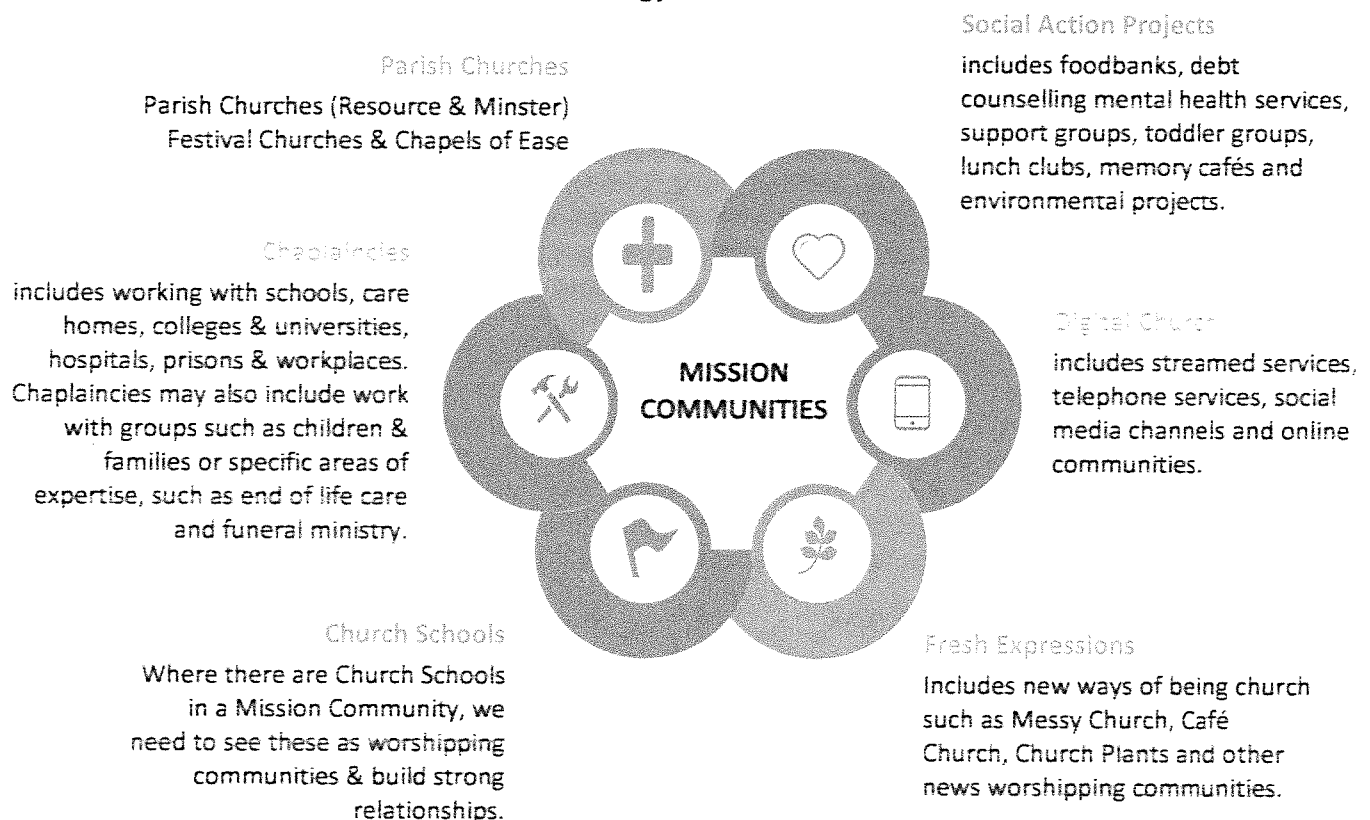 Parish Churches
Parish Churches (Resource & Minster)
Festival Churches & Chapels of Ease
Social Action Projects
includes foodbanks, debt
counselling mental health services,
support groups, toddler groups,
lunch clubs, memory cafés and
environmental projects.
Chaplaincies
includes working with schools, care
homes, colleges & universities,
hospitals, prisons & workplaces.
Chaplaincies may also include work
with groups such as children &
families or specific areas of
expertise, such as end of life care
and funeral ministry.
MISSION
COMMUNITIES
Digital Church
includes streamed services,
telephone services, social
media channels and online
communities.
Church Schools
Where there are Church Schools
in a Mission Community, we
need to see these as worshipping
communities & build strong
relationships.
Fresh Expressions
Includes new ways of being church
such as Messy Church, Café
Church, Church Plants and other
news worshipping communities.